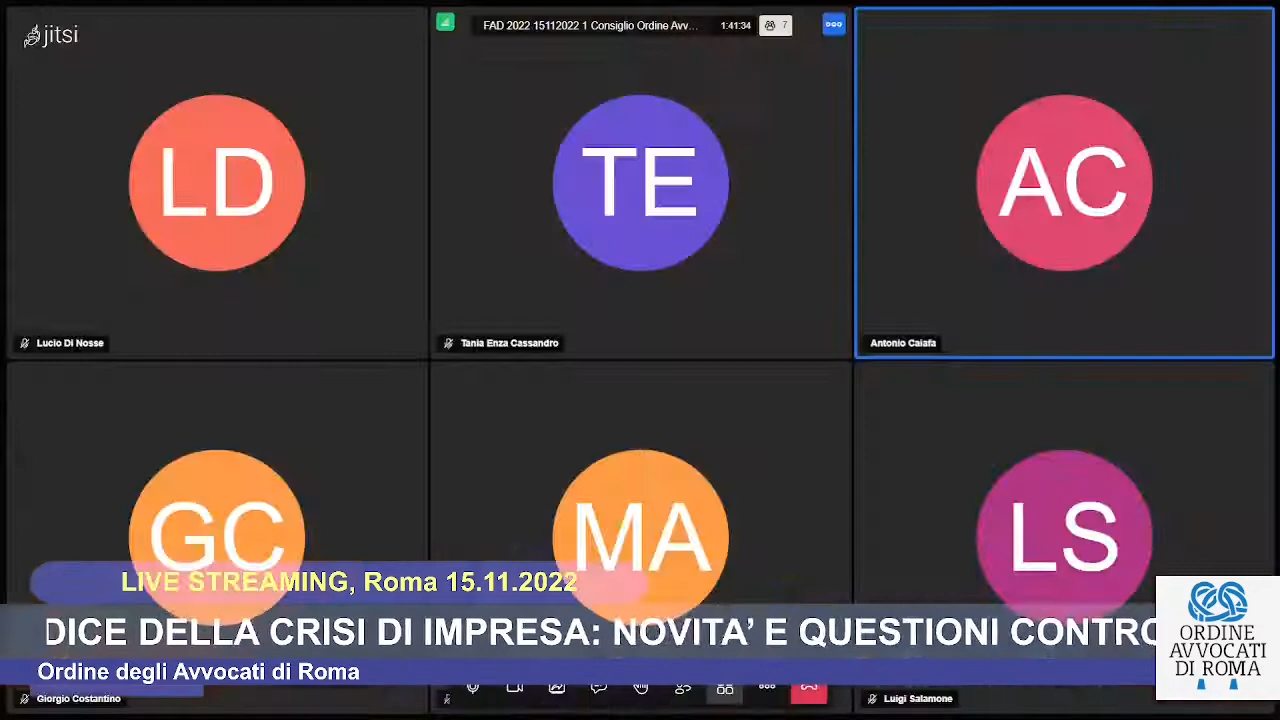 jitsi
FAD 2022 15112022 1 Consiglio Ordine Avv...
1:41:34
7
LD
TE
AC
Lucio Di Nosse
Tania Enza Cassandro
Antonio Caiafa
GC
MA
LS
LIVE STREAMING, Roma 15.11.2022
DICE DELLA CRISI DI IMPRESA: NOVITA’ E QUESTIONI CONTRO
Ordine degli Avvocati di Roma
ORDINE
AVVOCATI
DI ROMA
Giorgio Costantino
Luigi Salamone